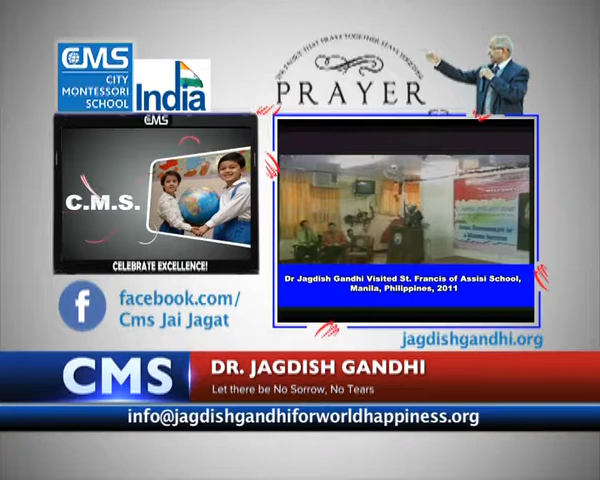 CMS
CITY
MONTESSORI
SCHOOL
India
PRAYER
CMS
C.M.S.
CELEBRATE EXCELLENCE!
Dr Jagdish Gandhi Visited St. Francis of Assisi School,
Manila, Philippines, 2011
facebook.com/
Cms Jai Jagat
jagdishgandhi.org
CMS
DR. JAGDISH GANDHI
Let there be No Sorrow, No Tears
info@jagdishgandhiforworldhappiness.org